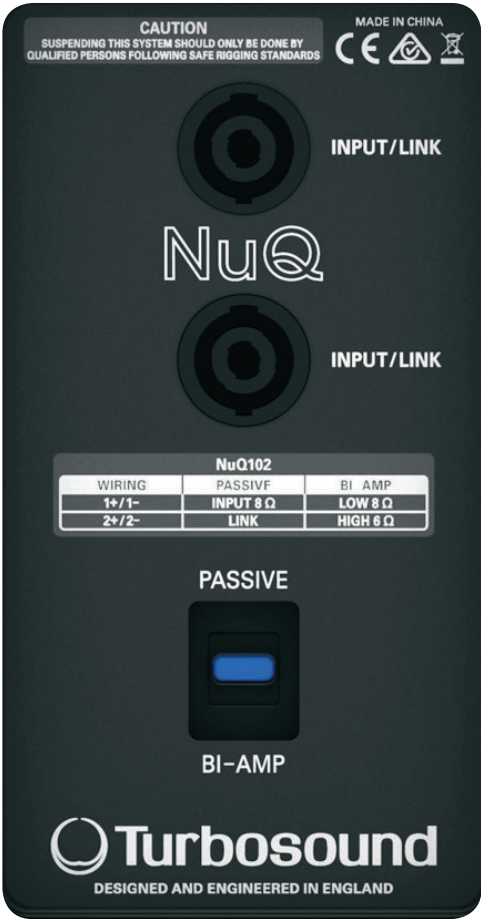 CAUTION
SUSPENDING THIS SYSTEM SHOULD ONLY BE DONE BY
QUALIFIED PERSONS FOLLOWING SAFE RIGGING STANDARDS
MADE IN CHINA
CE
INPUT/LINK
NuQ
INPUT/LINK
NuQ102
WIRING PASSIVE BI AMP
1+/1- INPUT 8 Ω LOW 8 Ω
2+/2- LINK HIGH 6 Ω
PASSIVE
BI-AMP
Turbosound
DESIGNED AND ENGINEERED IN ENGLAND